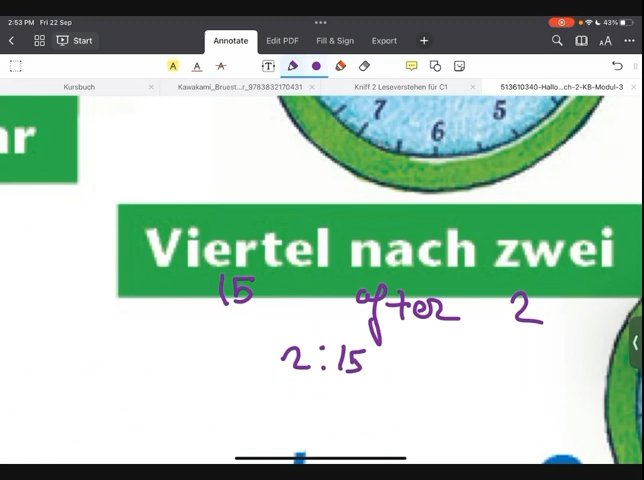 2:53 PM Fri 22 Sep
43%
Start
Annotate Edit PDF Fill & Sign Export
Kursbuch
Kawakami_Bruest...r_9783832170431
Kniff 2 Leseverstehen für C1
513610340-Hallo...ch-2-KB-Modul-3
7 6 5
Viertel nach zwei
15 after 2
2:15